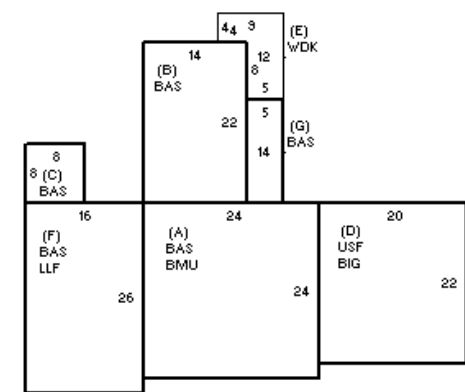 4 4 9
(E)
WDK
14
12
(B)
BAS
8
5
5
(G)
BAS
22
14
8
8 (C)
BAS
16
24
20
(F)
BAS
LLF
(A)
BAS
BMU
(D)
USF
BIG
26
24
22